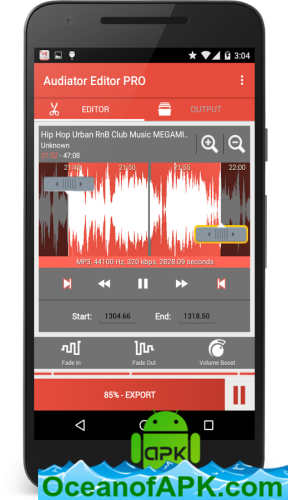 3:04
Audiator Editor PRO
EDITOR
OUTPUT
Hip Hop Urban RnB Club Music MEGAMI..
Unknown
21:52 - 47:08
21:45 21:50 21:55 22:00
MP3, 44100 Hz, 320 kbps, 2828.09 seconds
Start: 1304.66 End: 1318.50
Fade In Fade Out Volume Boost
85% - EXPORT
apk
OceanofAPK.com